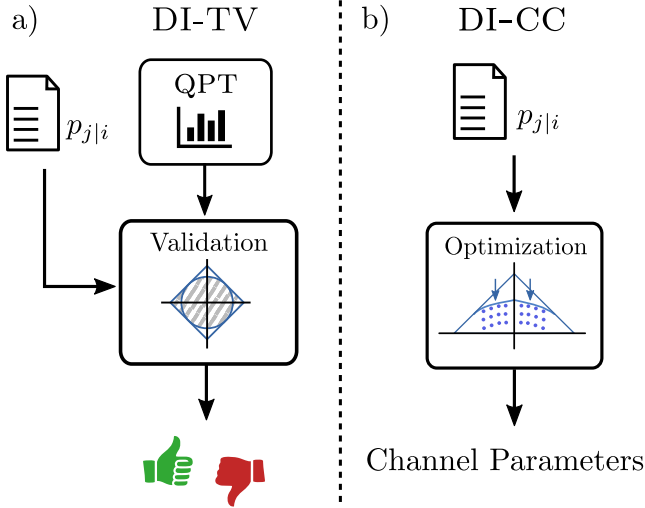 a) DI-TV
QPT
p_{j|i}
Validation
b) DI-CC
p_{j|i}
Optimization
Channel Parameters